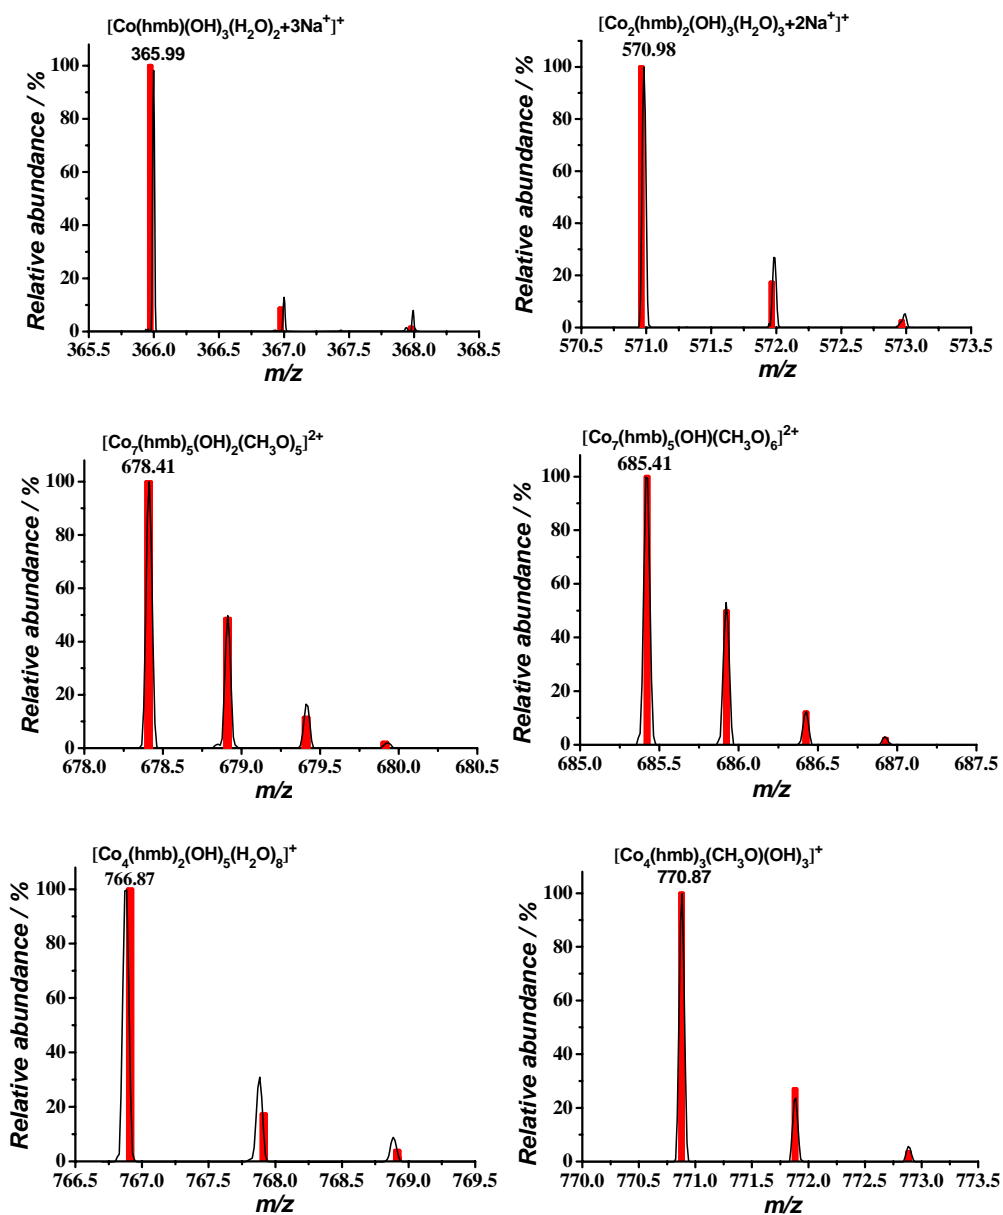 [Co(hmb)(OH)₃(H₂O)₂+3Na⁺]⁺
365.99
100
80
60
40
20
0
Relative abundance / %
365.5 366.0 366.5 367.0 367.5 368.0 368.5
m/z
[Co₂(hmb)₂(OH)₃(H₂O)₃+2Na⁺]⁺
570.98
100
80
60
40
20
0
Relative abundance / %
570.5 571.0 571.5 572.0 572.5 573.0 573.5
m/z
[Co₇(hmb)₅(OH)₂(CH₃O)₅]²⁺
678.41
100
80
60
40
20
0
Relative abundance / %
678.0 678.5 679.0 679.5 680.0 680.5
m/z
[Co₇(hmb)₅(OH)(CH₃O)₆]²⁺
685.41
100
80
60
40
20
0
Relative abundance / %
685.0 685.5 686.0 686.5 687.0 687.5
m/z
[Co₄(hmb)₂(OH)₅(H₂O)₈]⁺
766.87
100
80
60
40
20
0
Relative abundance / %
766.5 767.0 767.5 768.0 768.5 769.0 769.5
m/z
[Co₄(hmb)₃(CH₃O)(OH)₃]⁺
770.87
100
80
60
40
20
0
Relative abundance / %
770.0 770.5 771.0 771.5 772.0 772.5 773.0 773.5
m/z